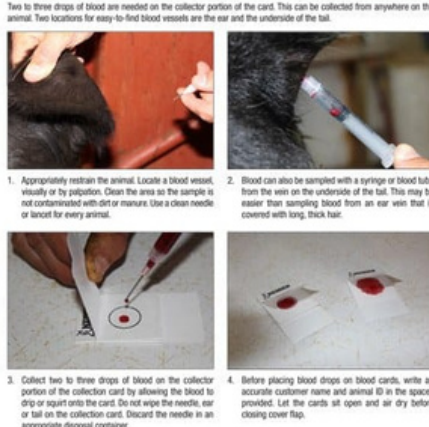 Two to three drops of blood are needed on the collector portion of the card. This can be collected from anywhere on
animal. Two locations for easy-to-find blood vessels are the ear and the underside of the tail.
1. Appropriately restrain the animal. Locate a blood vessel,
visually or by palpation. Clean the area so the sample is
not contaminated with dirt or manure. Use a clean needle
or lancet for every animal.
2. Blood can also be sampled with a syringe or blood tub
from the vein on the underside of the tail. This may b
easier than sampling blood from an ear vein that i
covered with long, thick hair.
3. Collect two to three drops of blood on the collector
portion of the collection card by allowing the blood to
drip or squirt onto the card. Do not wipe the needle, ear
or tail on the collection card. Discard the needle in an
appropriate disposal container.
4. Before placing blood drops on blood cards, write a
accurate customer name and animal ID in the space
provided. Let the cards sit open and air dry befor
closing cover flap.